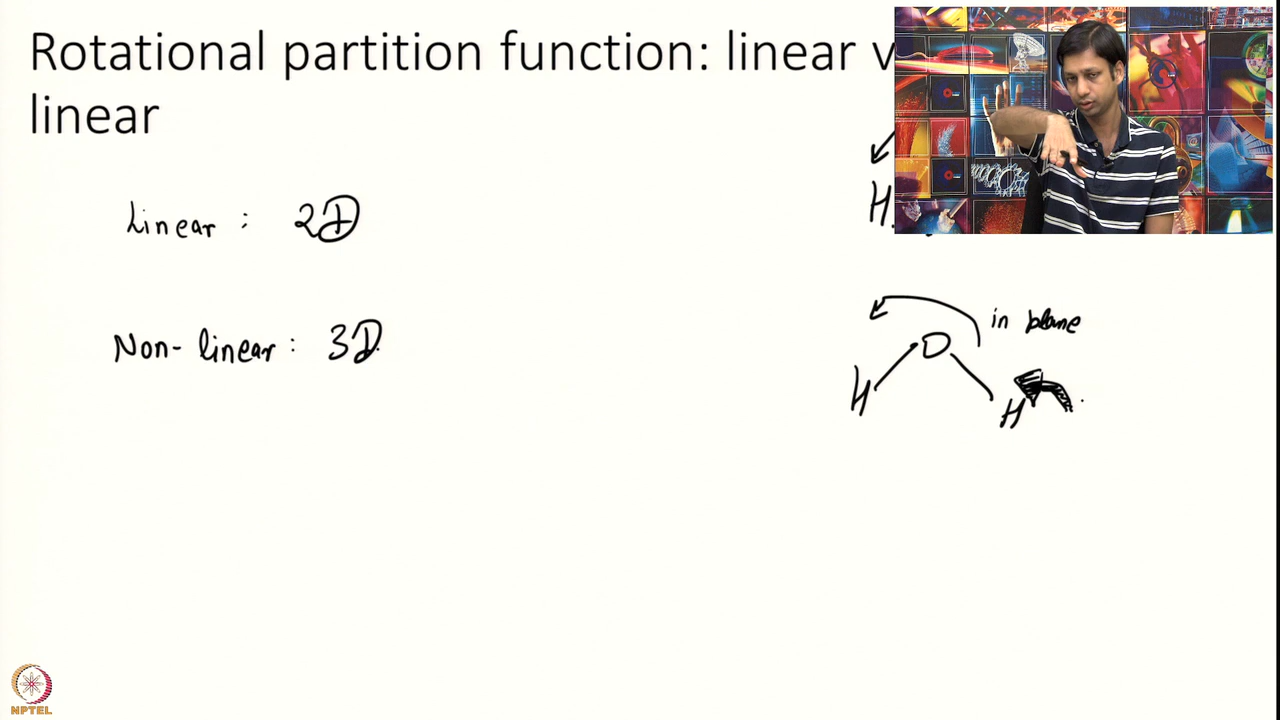 Rotational partition function: linear v
linear
H
Linear : 2D
in plane
Non-linear : 3D
O
H
H
NPTEL